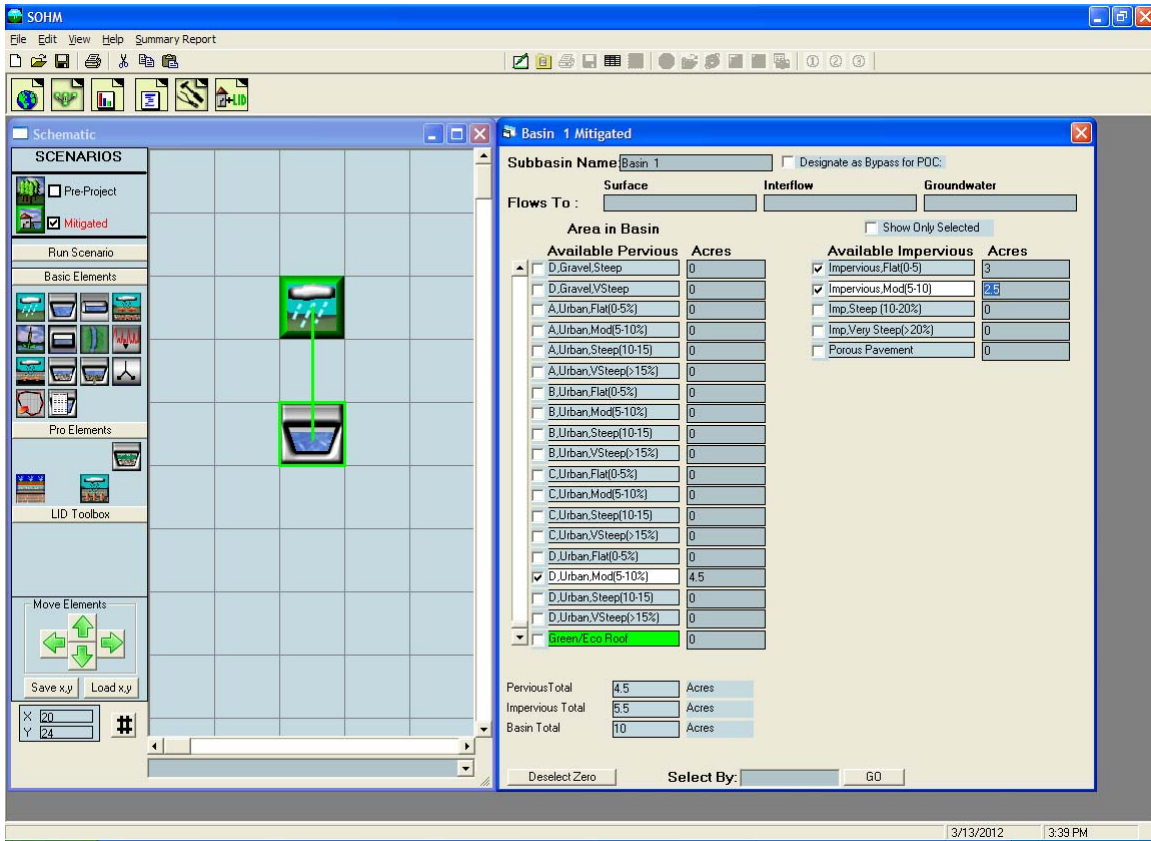 SOHM
File Edit View Help Summary Report
Schematic
SCENARIOS
Pre-Project
Mitigated
Run Scenario
Basic Elements
Pro Elements
LID Toolbox
Move Elements
Save x,y Load x,y
X 20
Y 24
#
+LID
Basin 1 Mitigated
Subbasin Name: Basin 1 Designate as Bypass for POC:
Surface Interflow Groundwater
Flows To :
Area in Basin Show Only Selected
Available Pervious Acres Available Impervious Acres
D,Gravel,Steep 0 Impervious,Flat(0-5) 3
D,Gravel,VSteep 0 Impervious,Mod(5-10) 2.5
A,Urban,Flat(0-5%) 0 Imp,Steep (10-20%) 0
A,Urban,Mod(5-10%) 0 Imp,Very Steep(>20%) 0
A,Urban,Steep(10-15) 0 Porous Pavement 0
A,Urban,VSteep(>15%) 0
B,Urban,Flat(0-5%) 0
B,Urban,Mod(5-10%) 0
B,Urban,Steep(10-15) 0
B,Urban,VSteep(>15%) 0
C,Urban,Flat(0-5%) 0
C,Urban,Mod(5-10%) 0
C,Urban,Steep(10-15) 0
C,Urban,VSteep(>15%) 0
D,Urban,Flat(0-5%) 0
D,Urban,Mod(5-10%) 4.5
D,Urban,Steep(10-15) 0
D,Urban,VSteep(>15%) 0
Green/Eco Roof 0
PerviousTotal 4.5 Acres
Impervious Total 5.5 Acres
Basin Total 10 Acres
Deselect Zero Select By: GO
3/13/2012 3:39 PM